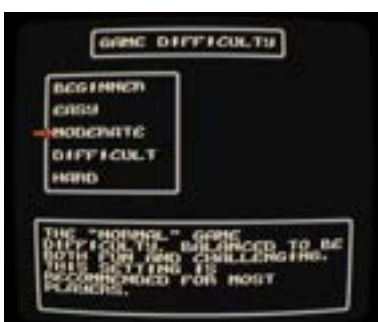 GAME DIFFICULTY
BEGINNER
EASY
MODERATE
DIFFICULT
HARD
THE "NORMAL" GAME
DIFFICULTY. BALANCED TO BE
BOTH FUN AND CHALLENGING.
THIS SETTING IS
RECOMMENDED FOR MOST
PLAYERS.